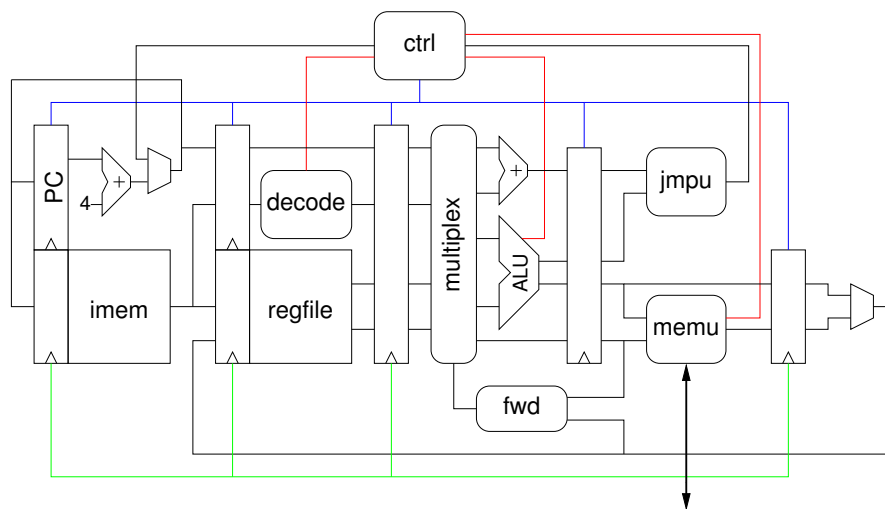 ctrl
PC
4
+
decode
multiplex
+
jmpu
imem
regfile
ALU
memu
fwd